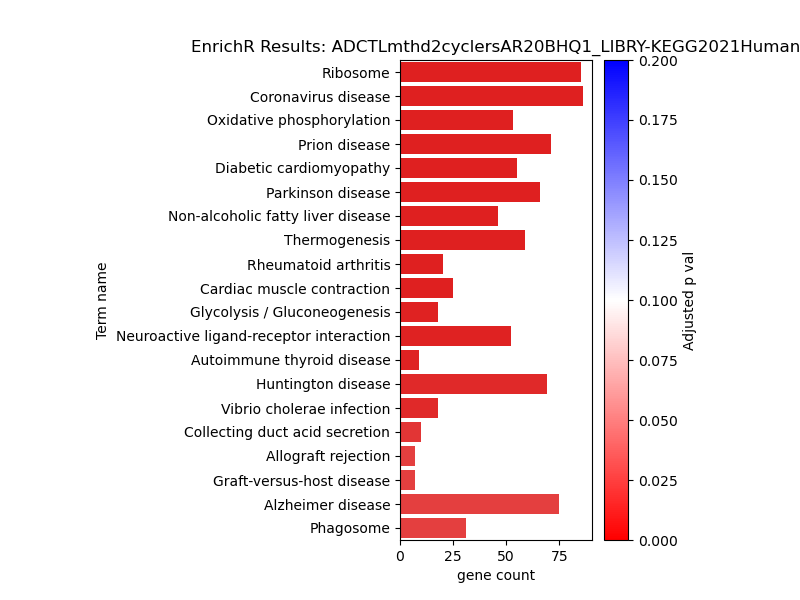 EnrichR Results: ADCTLmthd2cyclersAR20BHQ1_LIBRY-KEGG2021Human
Term name
Ribosome
Coronavirus disease
Oxidative phosphorylation
Prion disease
Diabetic cardiomyopathy
Parkinson disease
Non-alcoholic fatty liver disease
Thermogenesis
Rheumatoid arthritis
Cardiac muscle contraction
Glycolysis / Gluconeogenesis
Neuroactive ligand-receptor interaction
Autoimmune thyroid disease
Huntington disease
Vibrio cholerae infection
Collecting duct acid secretion
Allograft rejection
Graft-versus-host disease
Alzheimer disease
Phagosome
0 25 50 75
gene count
0.200
0.175
0.150
0.125
0.100
0.075
0.050
0.025
0.000
Adjusted p val